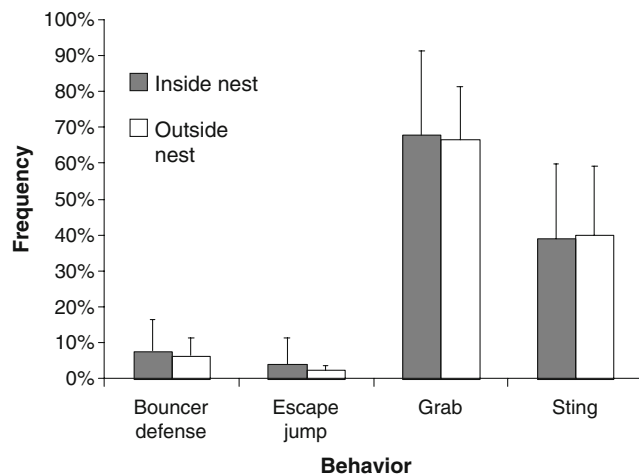 100%
90%
80%
70%
60%
50%
40%
30%
20%
10%
0%
Frequency
Inside nest
Outside
nest
Bouncer
defense
Escape
jump
Grab
Sting
Behavior